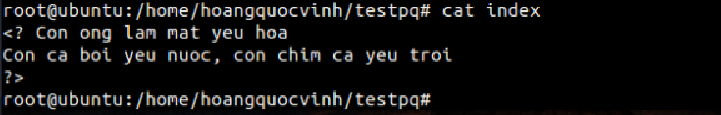 root@ubuntu:/home/hoangquocvinh/testpq# cat index
<? Con ong lam mat yeu hoa
Con ca boi yeu nuoc, con chim ca yeu troi
?>
root@ubuntu:/home/hoangquocvinh/testpq#